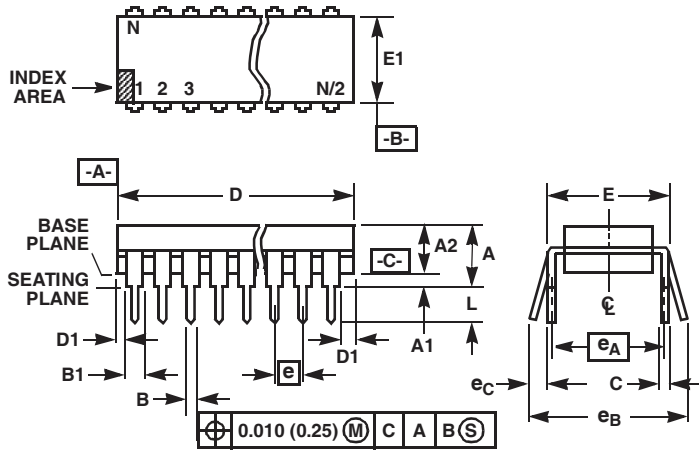 N
E1
INDEX
AREA
1 2 3 N/2
-B-
-A-
D
E
BASE
PLANE
A2
A
-C-
SEATING
PLANE
L
C̵L
D1
A1
D1
eA
B1
e
eC
C
B
eB
⌖ 0.010 (0.25) Ⓜ C A B Ⓢ